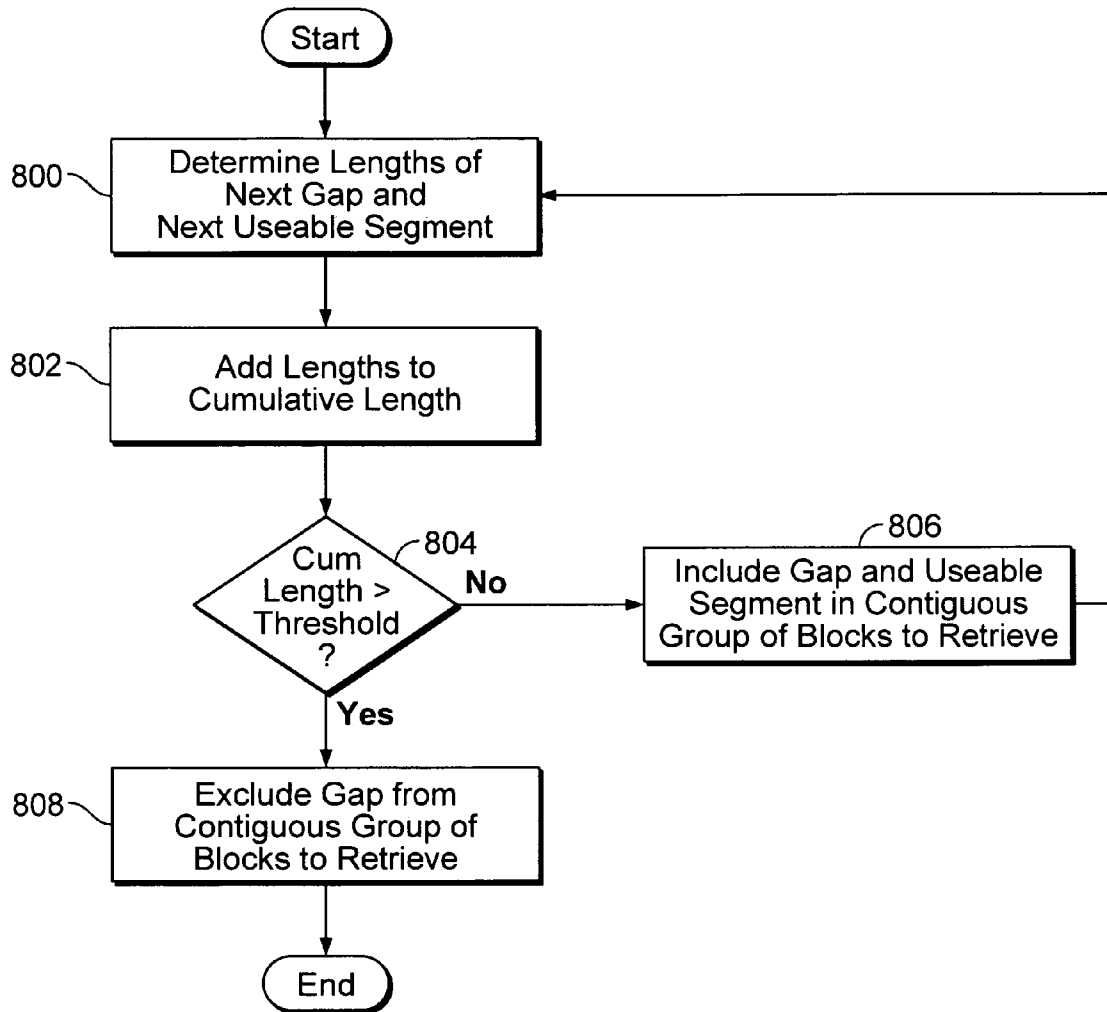 Start
800
Determine Lengths of
Next Gap and
Next Useable Segment
802
Add Lengths to
Cumulative Length
804
Cum
Length >
Threshold
?
No
806
Include Gap and Useable
Segment in Contiguous
Group of Blocks to Retrieve
Yes
808
Exclude Gap from
Contiguous Group of
Blocks to Retrieve
End